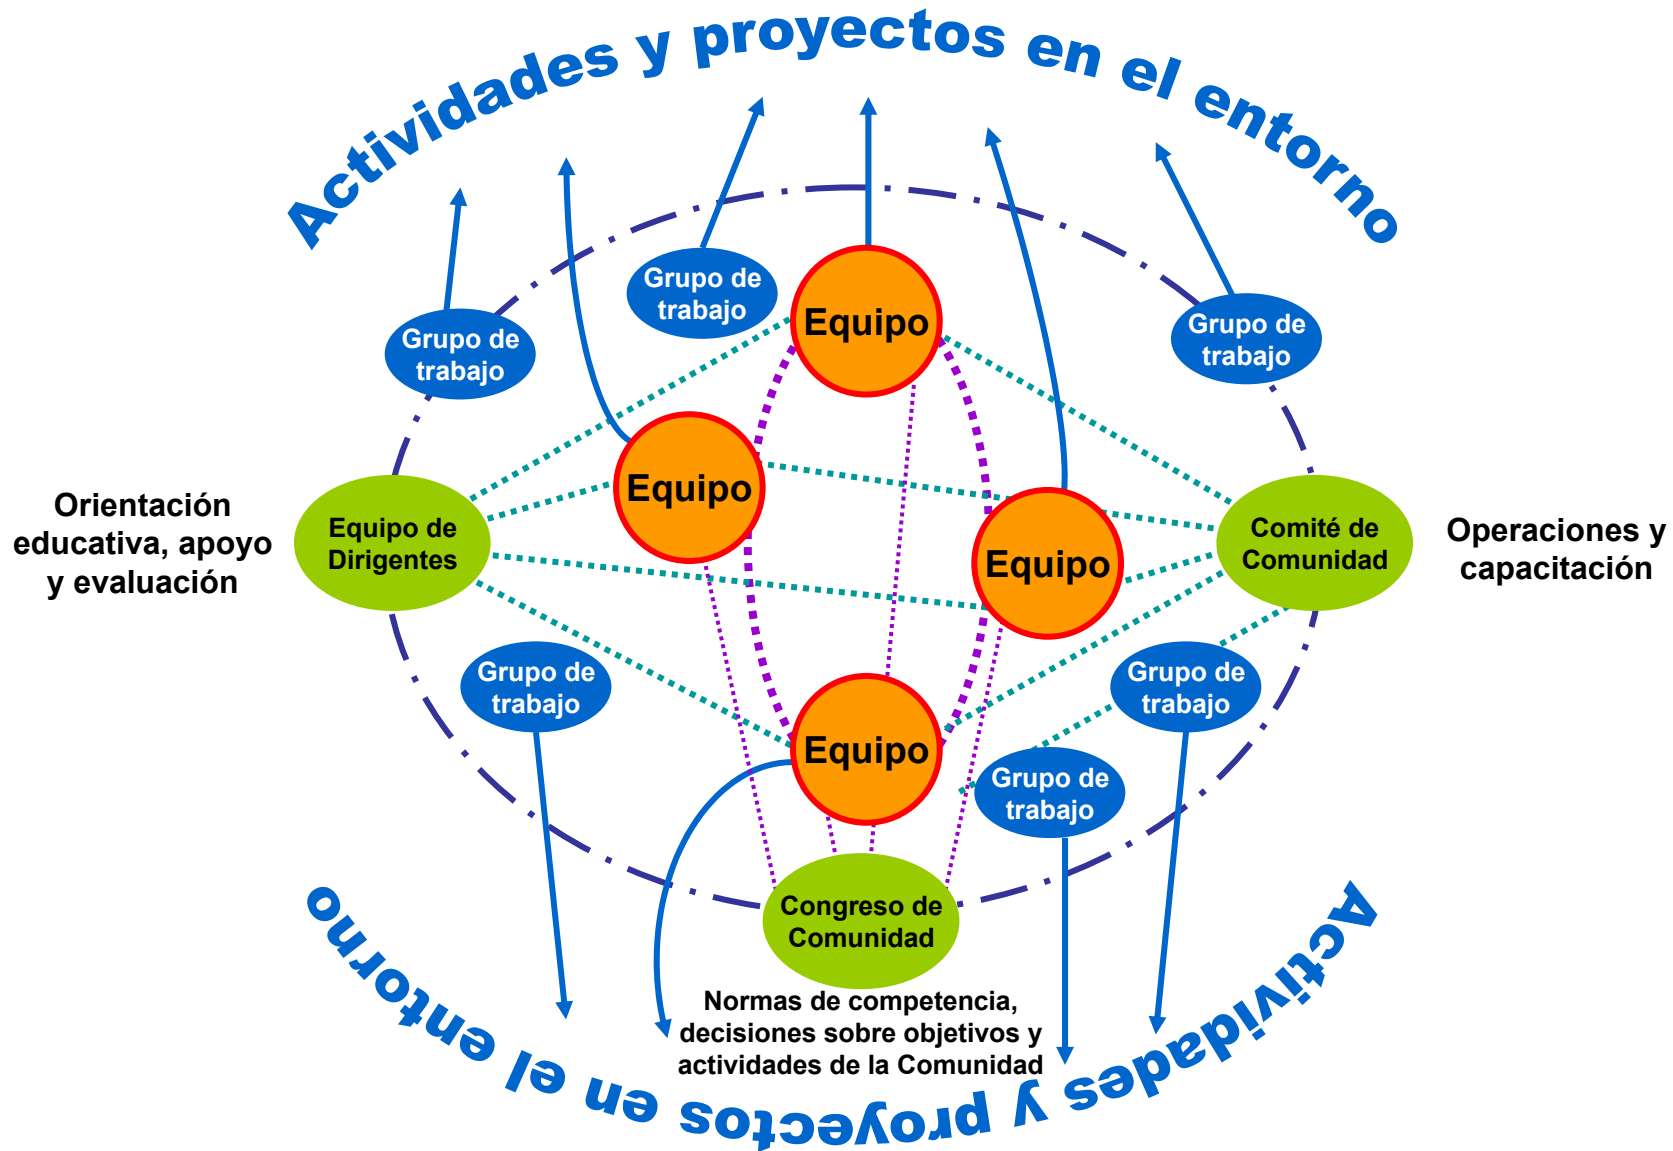 Actividades y proyectos en el entorno
Grupo de
trabajo
Grupo de
trabajo
Equipo
Grupo de
trabajo
Equipo
Orientación
educativa, apoyo
y evaluación
Equipo de
Dirigentes
Equipo
Comité de
Comunidad
Operaciones y
capacitación
Grupo de
trabajo
Grupo de
trabajo
Equipo
Grupo de
trabajo
Congreso de
Comunidad
Normas de competencia,
decisiones sobre objetivos y
actividades de la Comunidad
Actividades y proyectos en el entorno